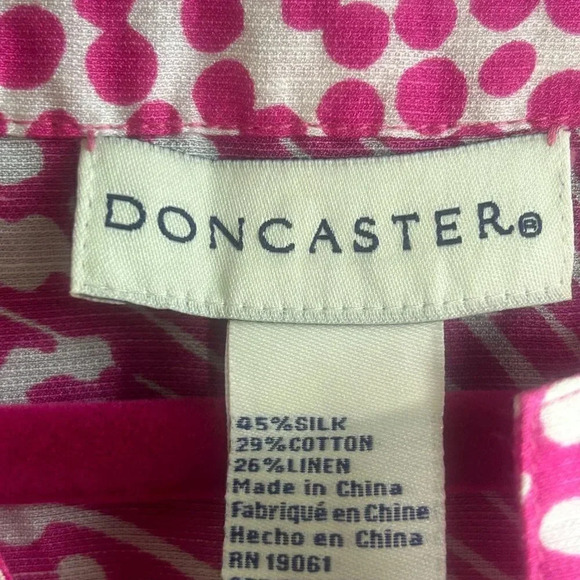 DONCASTER®
45%SILK
29%COTTON
26%LINEN
Made in China
Fabriqué en Chine
Hecho en China
RN 19061